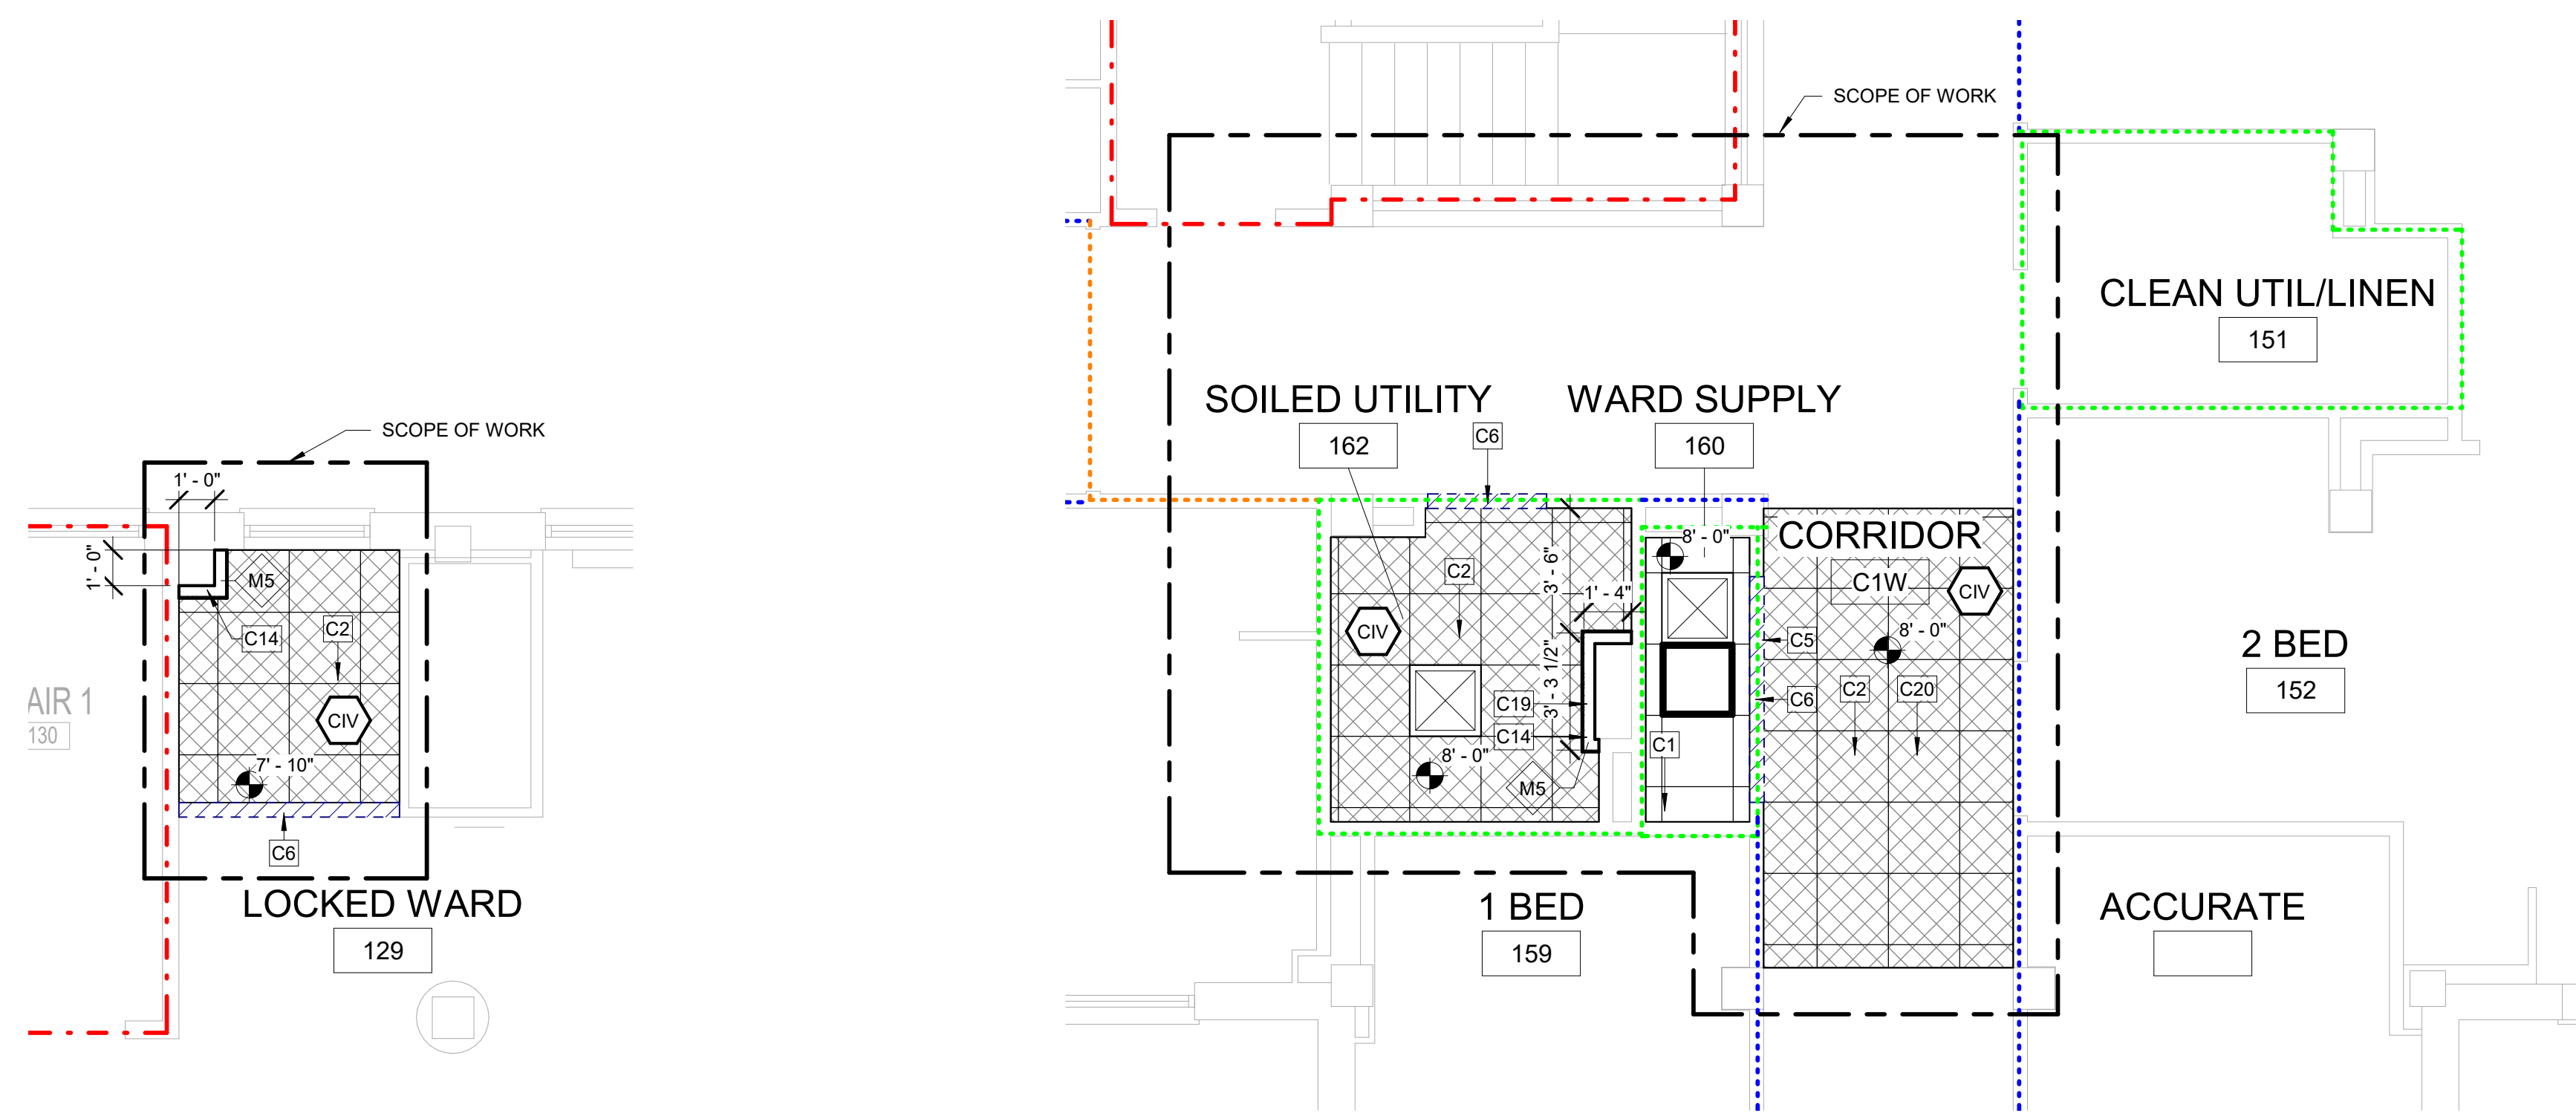 SCOPE OF WORK
1' - 0"
1' - 0"
M5
C14
C2
CIV
7' - 10"
C6
AIR 1
130
LOCKED WARD
129
SCOPE OF WORK
CLEAN UTIL/LINEN
151
SOILED UTILITY
162
C6
WARD SUPPLY
160
CORRIDOR
C1W
CIV
8' - 0"
C2
C20
C5
C6
8' - 0"
C1
CIV
C2
3' - 6"
1' - 4"
3' - 3 1/2"
C19
C14
8' - 0"
M5
2 BED
152
1 BED
159
ACCURATE